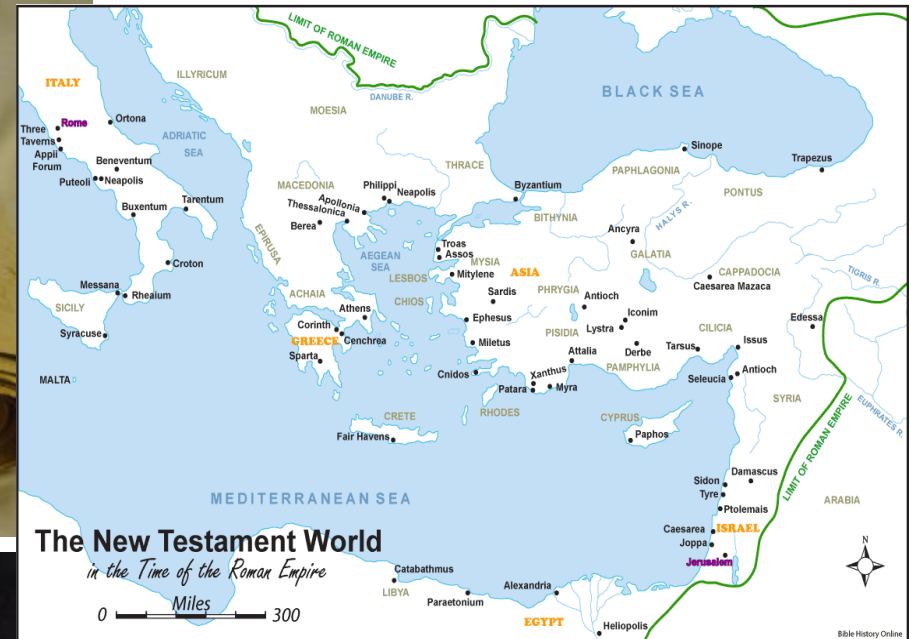 LIMIT OF ROMAN EMPIRE
ITALY
ILLYRICUM
DANUBE R.
BLACK SEA
MOESIA
Rome
Ortona
Three
Taverns
Appii
Forum
ADRIATIC
SEA
Beneventum
Puteoli
Neapolis
Buxentum
Tarentum
Croton
Messana
Rheaium
SICILY
Syracuse
MALTA
THRACE
MACEDONIA
Philippi
Neapolis
Apollonia
Thessalonica
Berea
EPIRUSA
Byzantium
Sinope
Trapezus
PAPHLAGONIA
PONTUS
BITHYNIA
HALYS R.
Ancyra
GALATIA
CAPPADOCIA
Caesarea Mazaca
TIGRIS R.
AEGEAN
SEA
Troas
Assos
MYSIA
LESBOS
Mitylene
ASIA
Sardis
PHRYGIA
Antioch
CHIOS
ACHAIA
Athens
Corinth
GREECE
Cenchrea
Sparta
Ephesus
Miletus
PISIDIA
Iconim
Lystra
Derbe
CILICIA
Tarsus
Issus
Edessa
Attalia
PAMPHYLIA
Cnidos
Xanthus
Patara
Myra
Seleucia
Antioch
SYRIA
EUPHRATES R.
RHODES
CRETE
Fair Havens
CYPRUS
Paphos
LIMIT OF ROMAN EMPIRE
ARABIA
Sidon
Damascus
Tyre
Ptolemais
Caesarea
ISRAEL
Joppa
Jerusalom
MEDITERRANEAN SEA
The New Testament World
in the Time of the Roman Empire
Miles
0 300
Catabathmus
LIBYA
Paraetonium
Alexandria
EGYPT
Heliopolis
N
Bible History Online